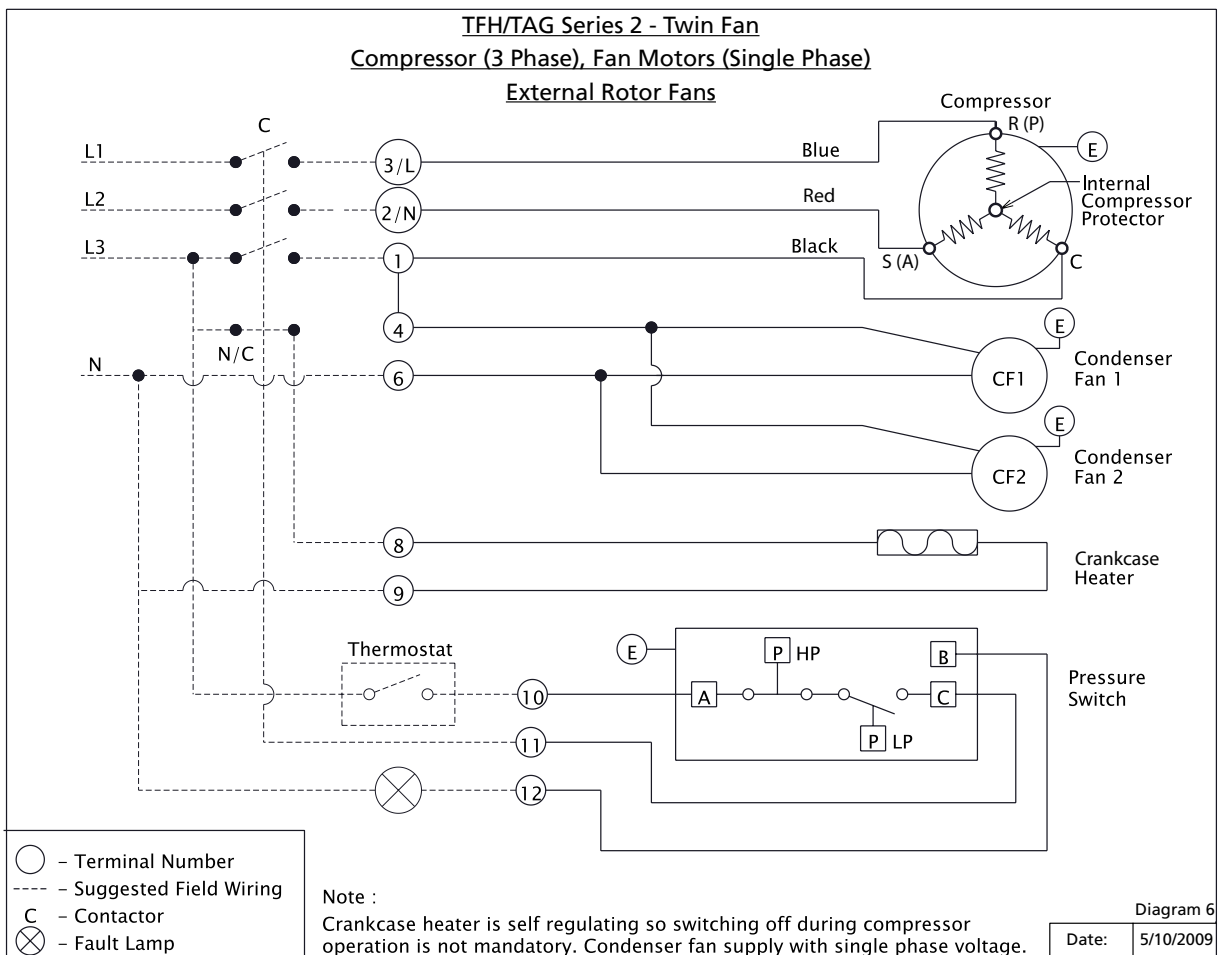 TFH/TAG Series 2 - Twin Fan
Compressor (3 Phase), Fan Motors (Single Phase)
External Rotor Fans
Compressor
R (P)
E
C
L1
3/L
Blue
Internal
Compressor
Protector
L2
2/N
Red
L3
1
Black
S (A)
C
4
E
N/C
N
6
CF1
Condenser
Fan 1
E
CF2
Condenser
Fan 2
8
Crankcase
Heater
9
Thermostat
E
P HP
B
Pressure
Switch
10
A
C
11
P LP
12
– Terminal Number
---- – Suggested Field Wiring
C – Contactor
– Fault Lamp
Note :
Crankcase heater is self regulating so switching off during compressor
operation is not mandatory. Condenser fan supply with single phase voltage.
Diagram 6
Date: 5/10/2009